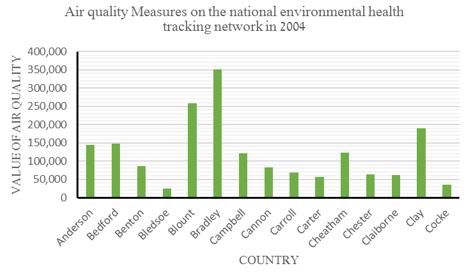 Air quality Measures on the national environmental health
tracking network in 2004
VALUE OF AIR QUALITY
400,000
350,000
300,000
250,000
200,000
150,000
100,000
50,000
0
Anderson
Bedford
Benton
Bledsoe
Blount
Bradley
Campbell
Cannon
Carroll
Carter
Cheatham
Chester
Claiborne
Clay
Cocke
COUNTRY